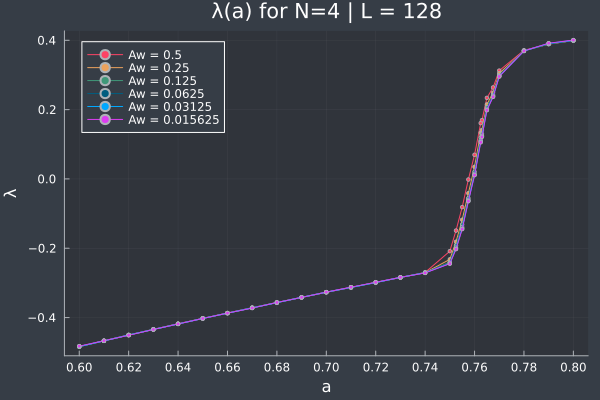 λ(a) for N=4 | L = 128
Aw = 0.5
Aw = 0.25
Aw = 0.125
Aw = 0.0625
Aw = 0.03125
Aw = 0.015625
0.4
0.2
0.0
−0.2
−0.4
λ
0.60 0.62 0.64 0.66 0.68 0.70 0.72 0.74 0.76 0.78 0.80
a